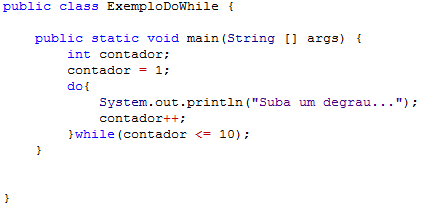 public class ExemploDoWhile {
public static void main(String [] args) {
int contador;
contador = 1;
do{
System.out.println("Suba um degrau...");
contador++;
}while(contador <= 10);
}
}